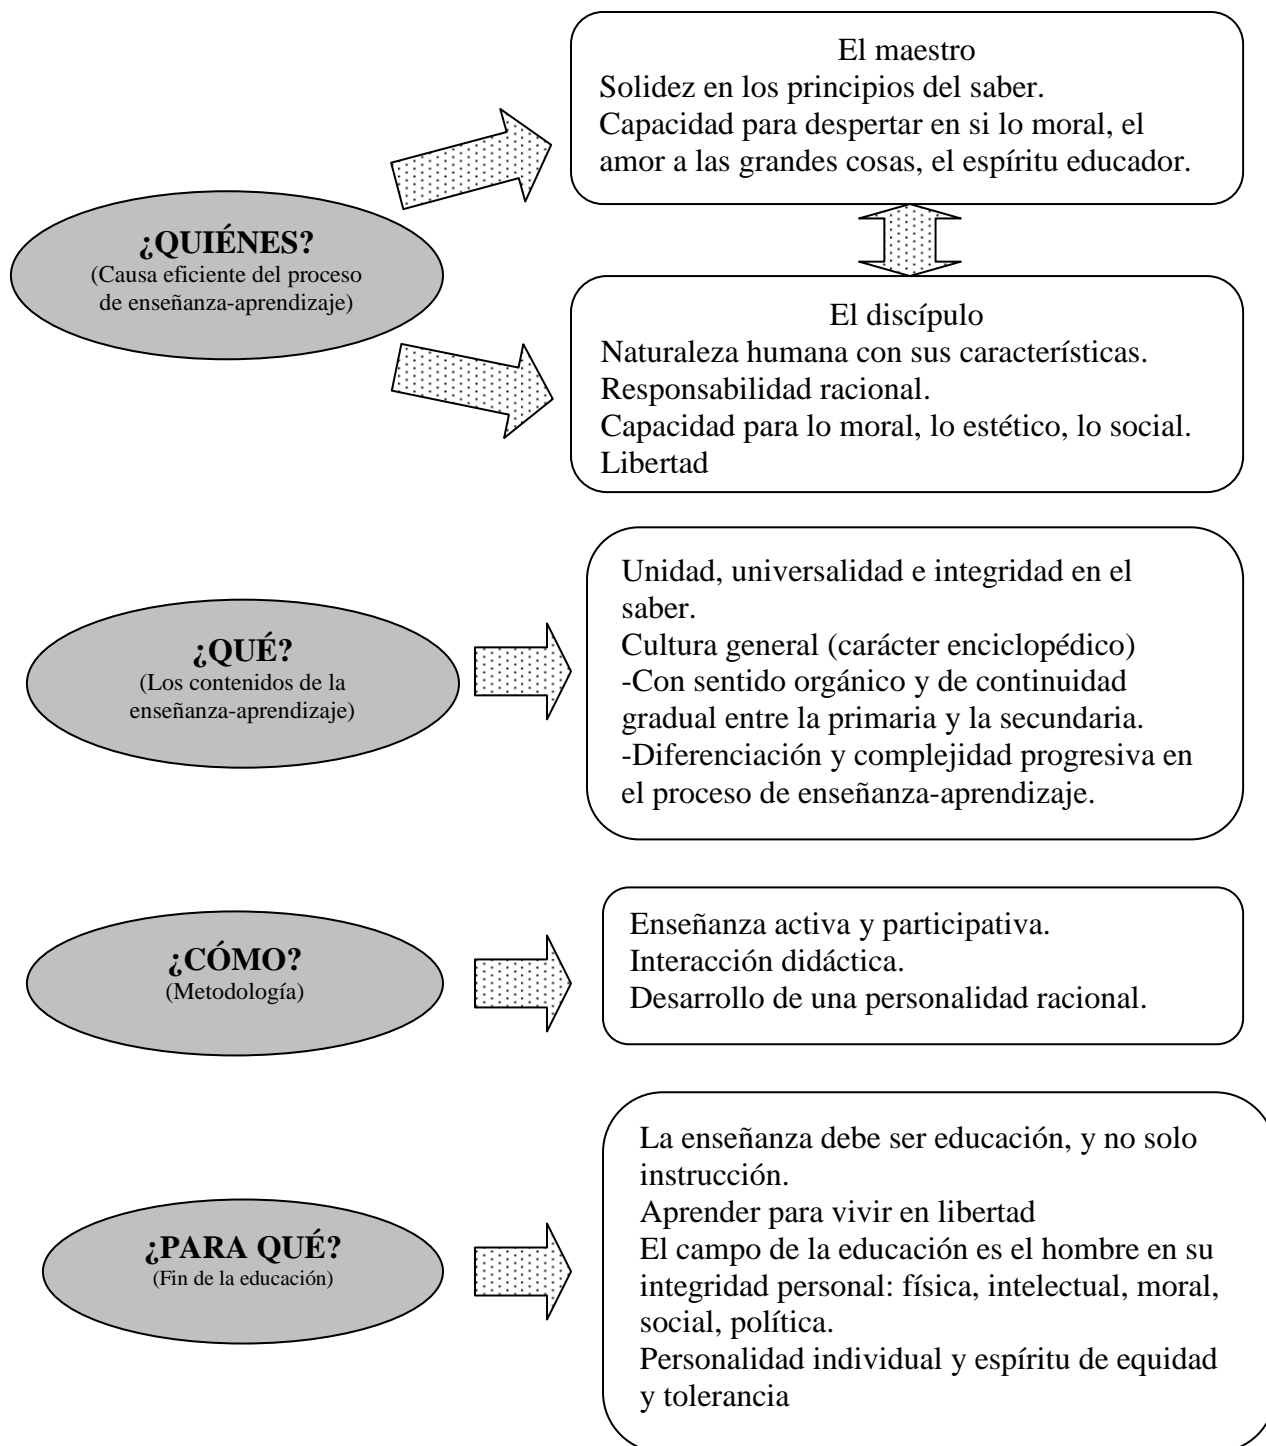 ¿QUIÉNES?
(Causa eficiente del proceso
de enseñanza-aprendizaje)
El maestro
Solidez en los principios del saber.
Capacidad para despertar en si lo moral, el
amor a las grandes cosas, el espíritu educador.
El discípulo
Naturaleza humana con sus características.
Responsabilidad racional.
Capacidad para lo moral, lo estético, lo social.
Libertad
¿QUÉ?
(Los contenidos de la
enseñanza-aprendizaje)
Unidad, universalidad e integridad en el
saber.
Cultura general (carácter enciclopédico)
-Con sentido orgánico y de continuidad
gradual entre la primaria y la secundaria.
-Diferenciación y complejidad progresiva en
el proceso de enseñanza-aprendizaje.
¿CÓMO?
(Metodología)
Enseñanza activa y participativa.
Interacción didáctica.
Desarrollo de una personalidad racional.
¿PARA QUÉ?
(Fin de la educación)
La enseñanza debe ser educación, y no solo
instrucción.
Aprender para vivir en libertad
El campo de la educación es el hombre en su
integridad personal: física, intelectual, moral,
social, política.
Personalidad individual y espíritu de equidad
y tolerancia